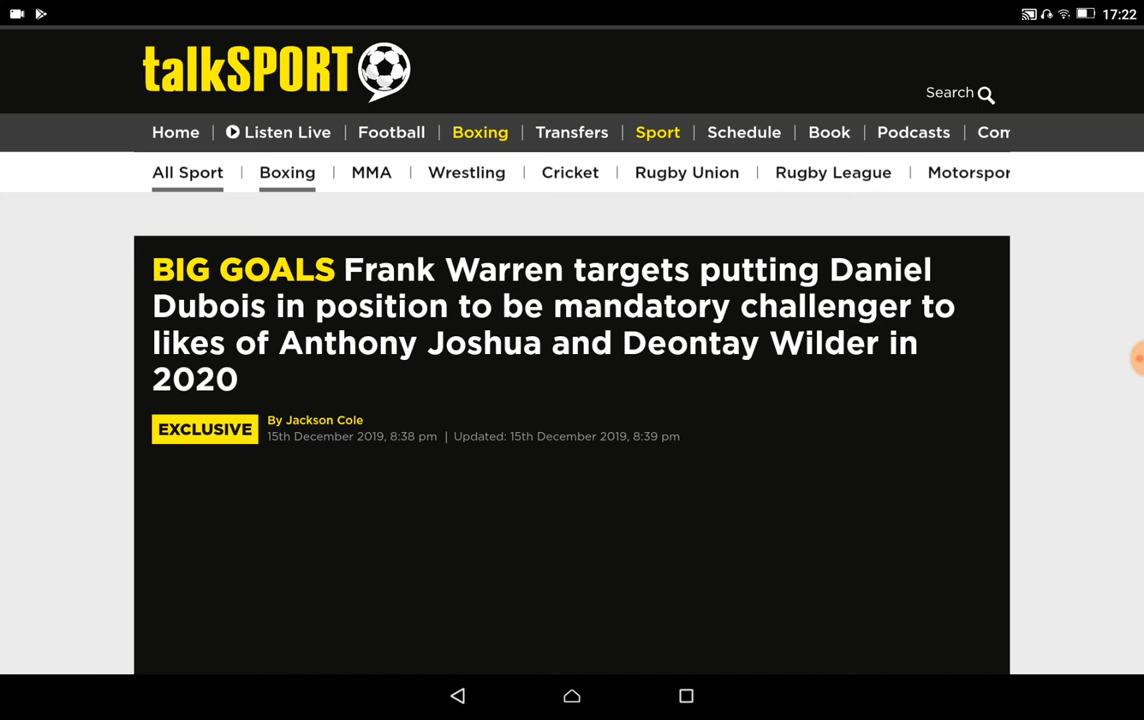 17:22
talkSPORT
Search
Home | Listen Live | Football | Boxing | Transfers | Sport | Schedule | Book | Podcasts | Com
All Sport | Boxing | MMA | Wrestling | Cricket | Rugby Union | Rugby League | Motorspor
BIG GOALS Frank Warren targets putting Daniel
Dubois in position to be mandatory challenger to
likes of Anthony Joshua and Deontay Wilder in
2020
EXCLUSIVE By Jackson Cole
15th December 2019, 8:38 pm | Updated: 15th December 2019, 8:39 pm